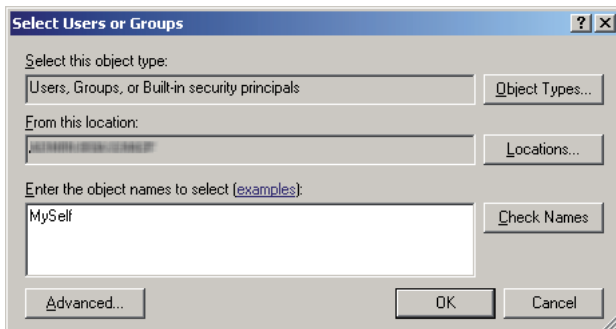 Select Users or Groups
Select this object type:
Users, Groups, or Built-in security principals
Object Types...
From this location:
Locations...
Enter the object names to select (examples):
MySelf
Check Names
Advanced...
OK
Cancel